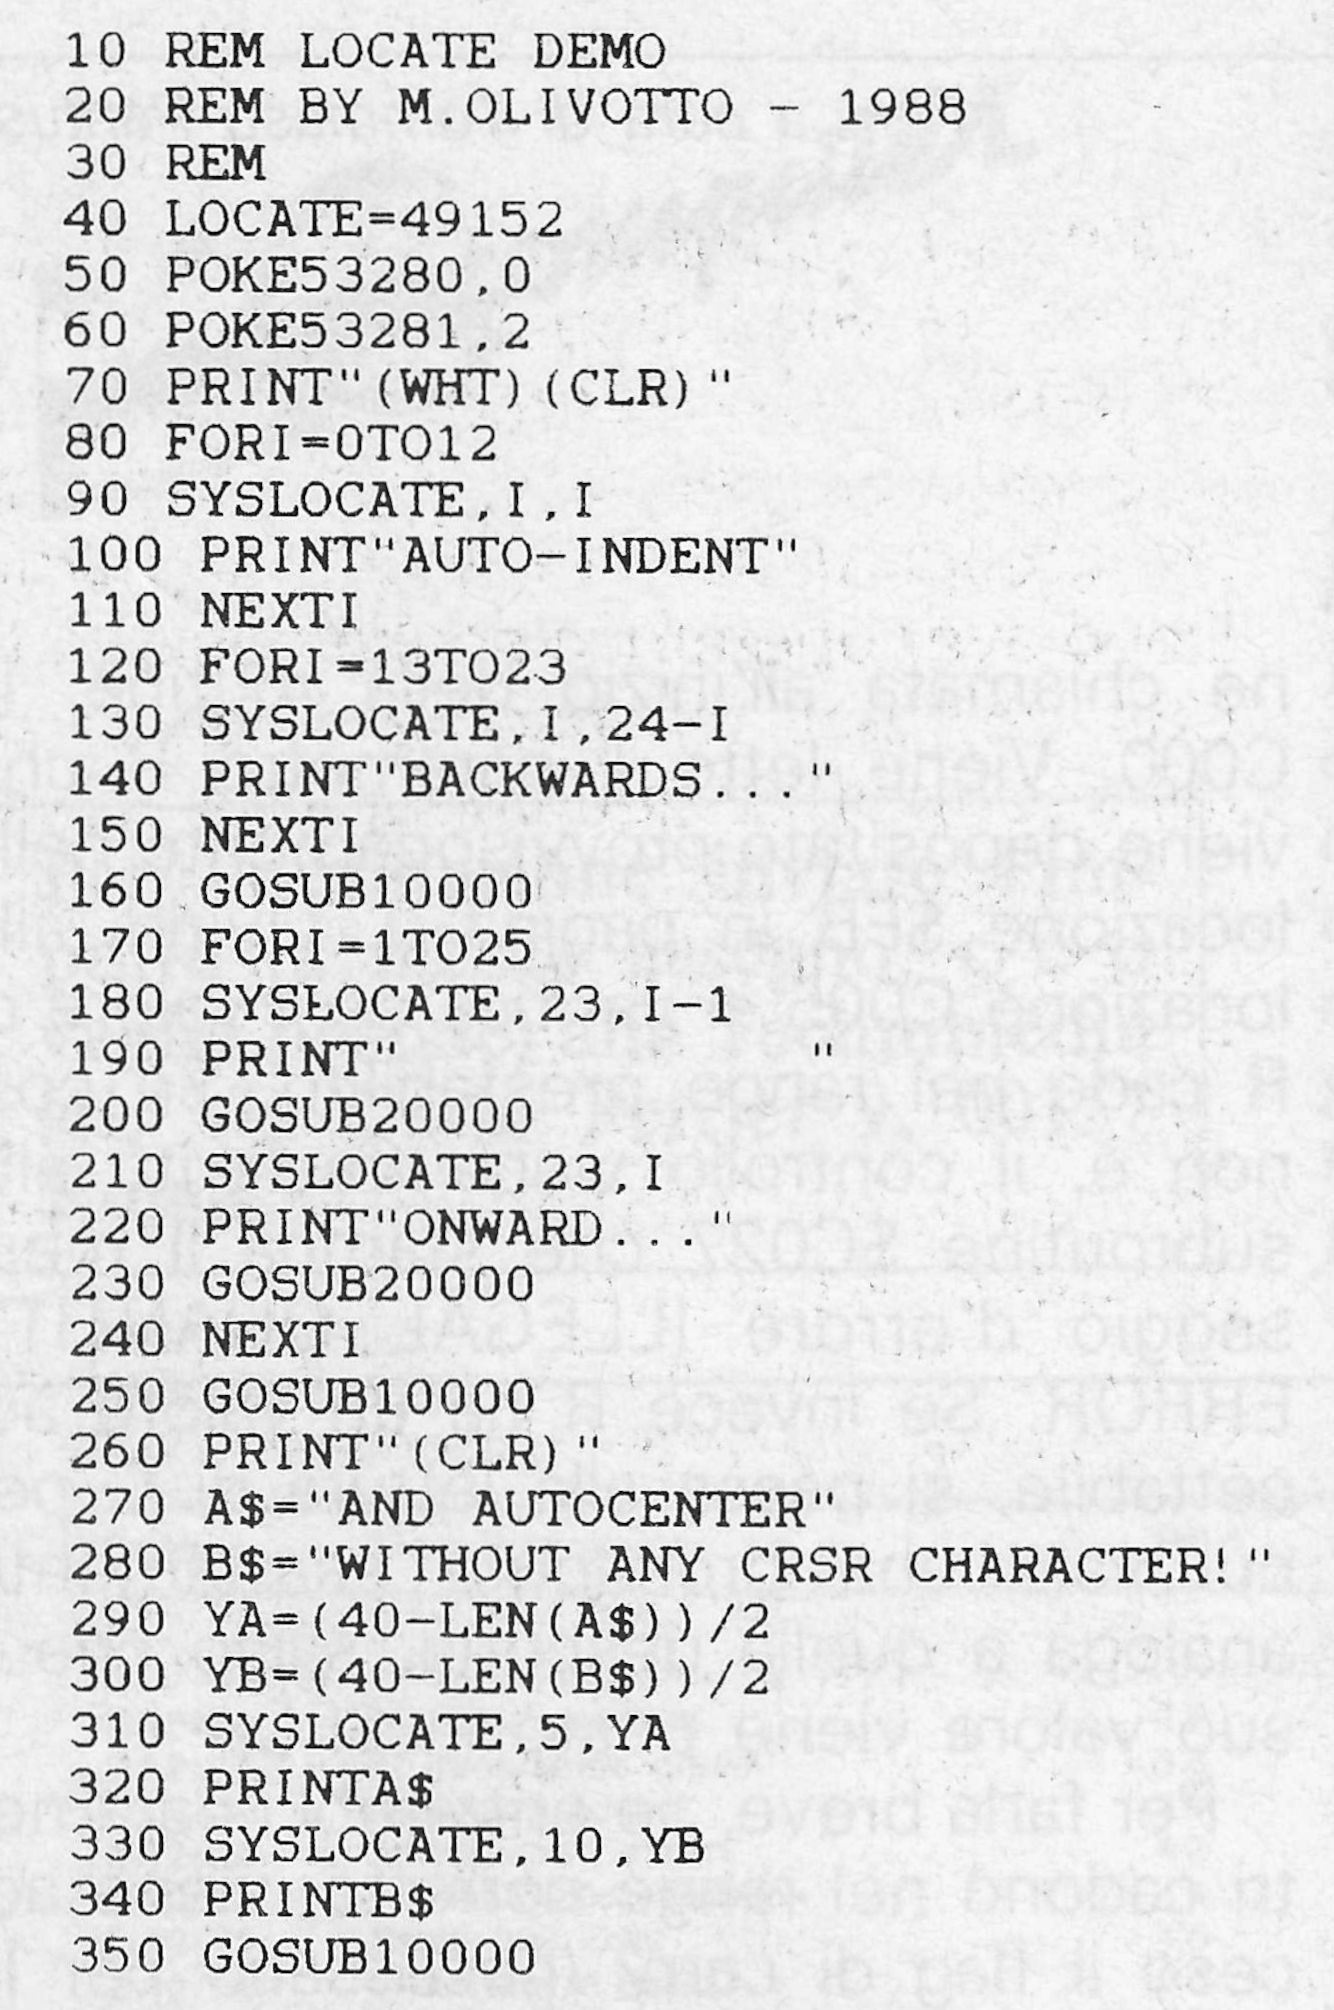 10 REM LOCATE DEMO
20 REM BY M.OLIVOTTO - 1988
30 REM
40 LOCATE=49152
50 POKE53280,0
60 POKE53281,2
70 PRINT"(WHT)(CLR)"
80 FORI=0TO12
90 SYSLOCATE,I,I
100 PRINT"AUTO-INDENT"
110 NEXTI
120 FORI=13TO23
130 SYSLOCATE,I,24-I
140 PRINT"BACKWARDS..."
150 NEXTI
160 GOSUB10000
170 FORI=1TO25
180 SYSLOCATE,23,I-1
190 PRINT"            "
200 GOSUB20000
210 SYSLOCATE,23,I
220 PRINT"ONWARD..."
230 GOSUB20000
240 NEXTI
250 GOSUB10000
260 PRINT"(CLR)"
270 A$="AND AUTOCENTER"
280 B$="WITHOUT ANY CRSR CHARACTER!"
290 YA=(40-LEN(A$))/2
300 YB=(40-LEN(B$))/2
310 SYSLOCATE,5,YA
320 PRINTA$
330 SYSLOCATE,10,YB
340 PRINTB$
350 GOSUB10000